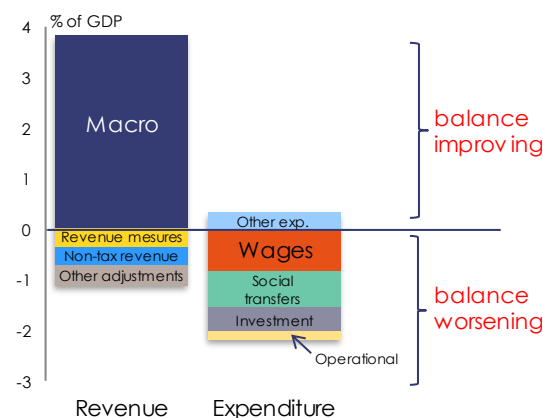 % of GDP
4
3
2
1
0
-1
-2
-3
Macro
Revenue mesures
Non-tax revenue
Other adjustments
Other exp.
Wages
Social
transfers
Investment
Operational
balance
improving
balance
worsening
Revenue
Expenditure